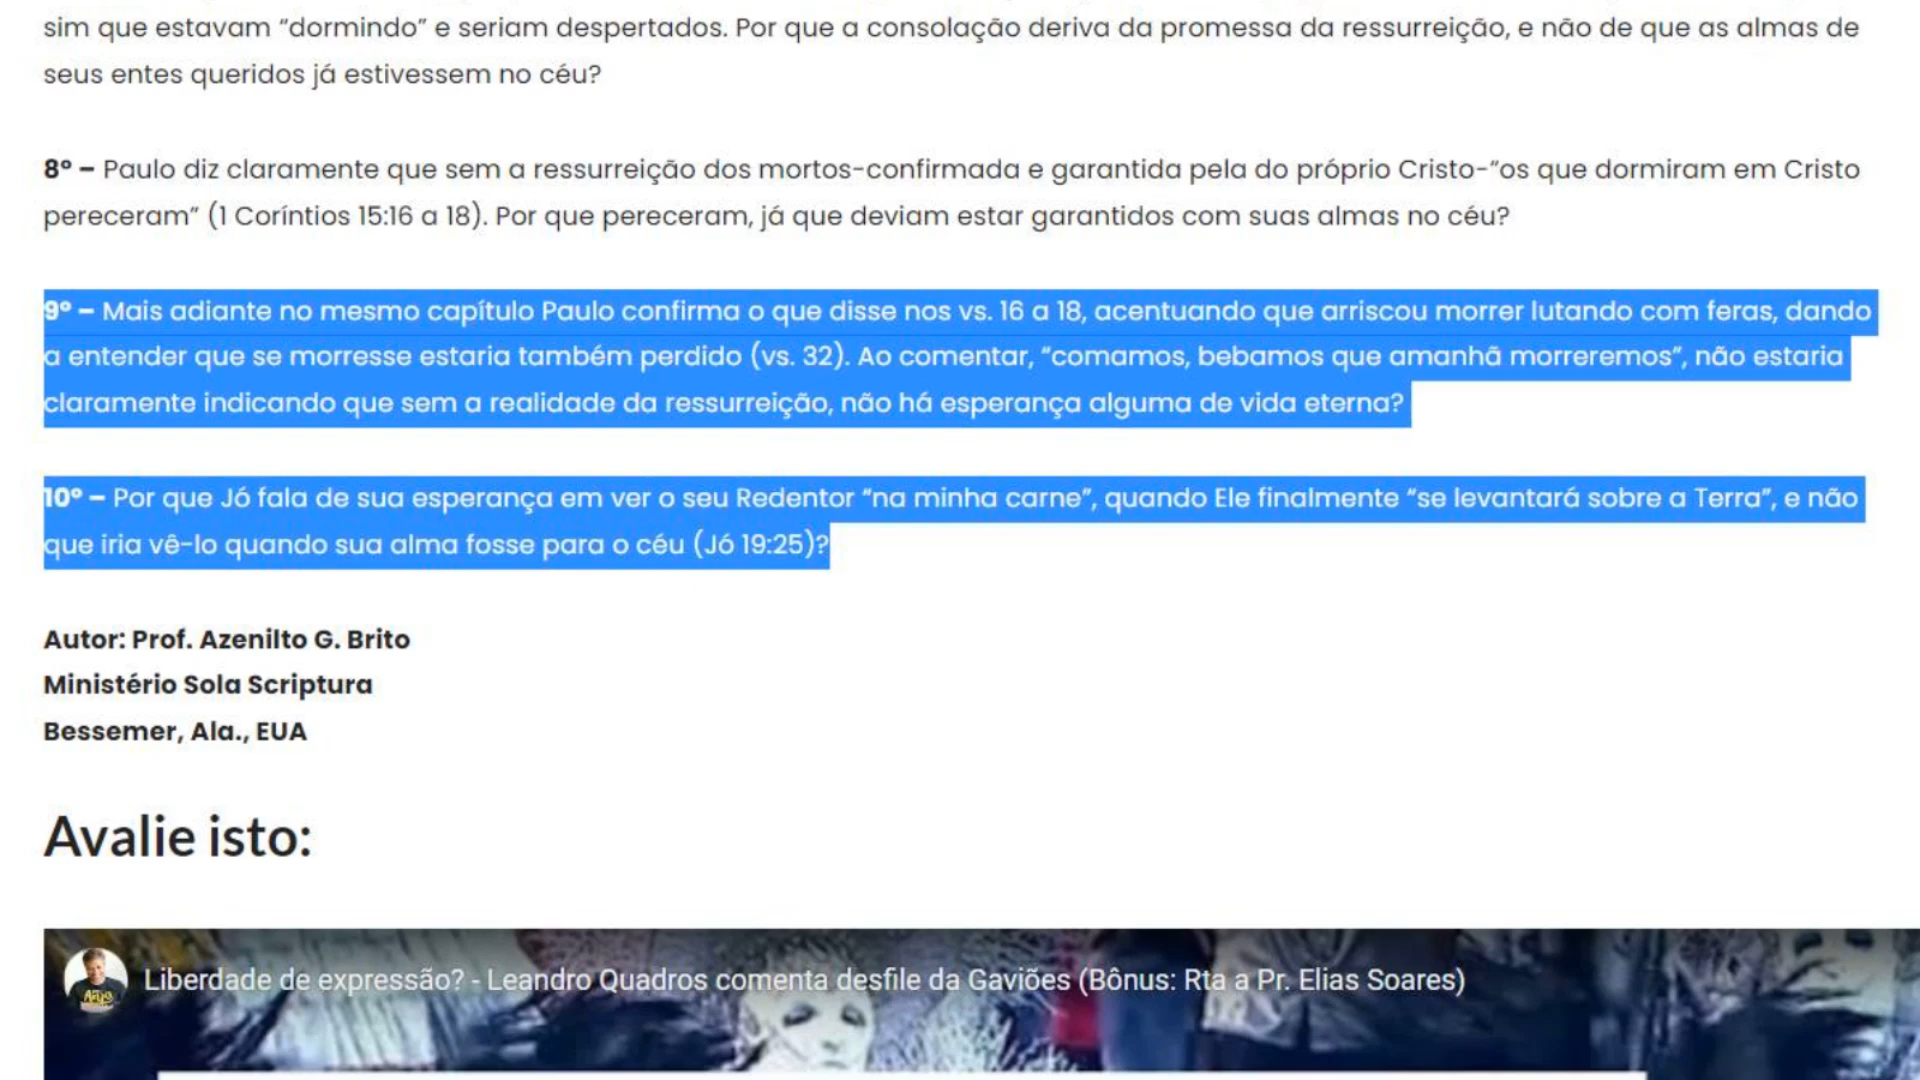 sim que estavam “dormindo” e seriam despertados. Por que a consolação deriva da promessa da ressurreição, e não de que as almas de
seus entes queridos já estivessem no céu?
8º – Paulo diz claramente que sem a ressurreição dos mortos-confirmada e garantida pela do próprio Cristo-“os que dormiram em Cristo
pereceram” (1 Coríntios 15:16 a 18). Por que pereceram, já que deviam estar garantidos com suas almas no céu?
9º – Mais adiante no mesmo capítulo Paulo confirma o que disse nos vs. 16 a 18, acentuando que arriscou morrer lutando com feras, dando
a entender que se morresse estaria também perdido (vs. 32). Ao comentar, “comamos, bebamos que amanhã morreremos”, não estaria
claramente indicando que sem a realidade da ressurreição, não há esperança alguma de vida eterna?
10º – Por que Jó fala de sua esperança em ver o seu Redentor “na minha carne”, quando Ele finalmente “se levantará sobre a Terra”, e não
que iria vê-lo quando sua alma fosse para o céu (Jó 19:25)?
Autor: Prof. Azenilto G. Brito
Ministério Sola Scriptura
Bessemer, Ala., EUA
Avalie isto:
Liberdade de expressão? - Leandro Quadros comenta desfile da Gaviões (Bônus: Rta a Pr. Elias Soares)